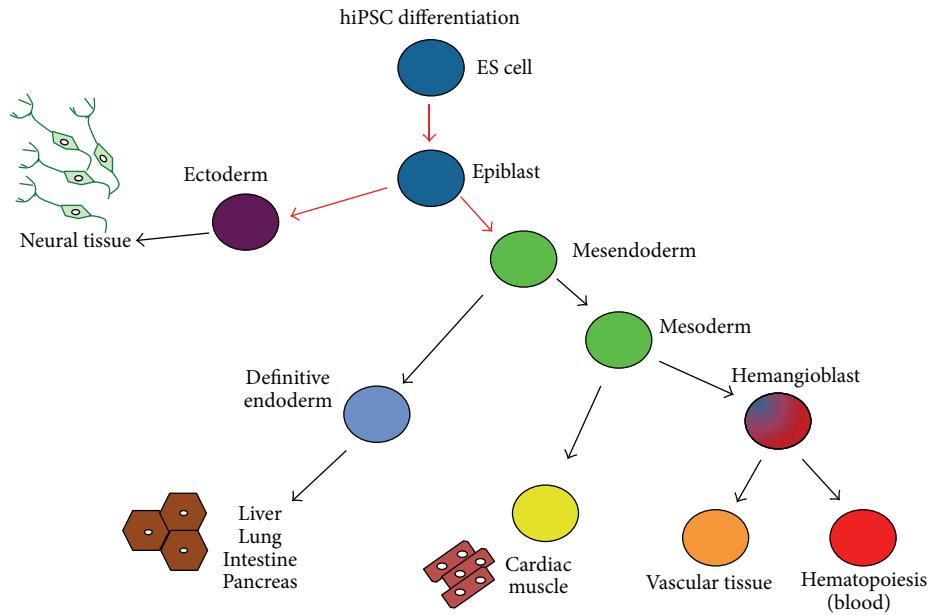 hiPSC differentiation
ES cell
Epiblast
Ectoderm
Neural tissue
Mesendoderm
Mesoderm
Definitive
endoderm
Hemangioblast
Liver
Lung
Intestine
Pancreas
Cardiac
muscle
Vascular tissue
Hematopoiesis
(blood)